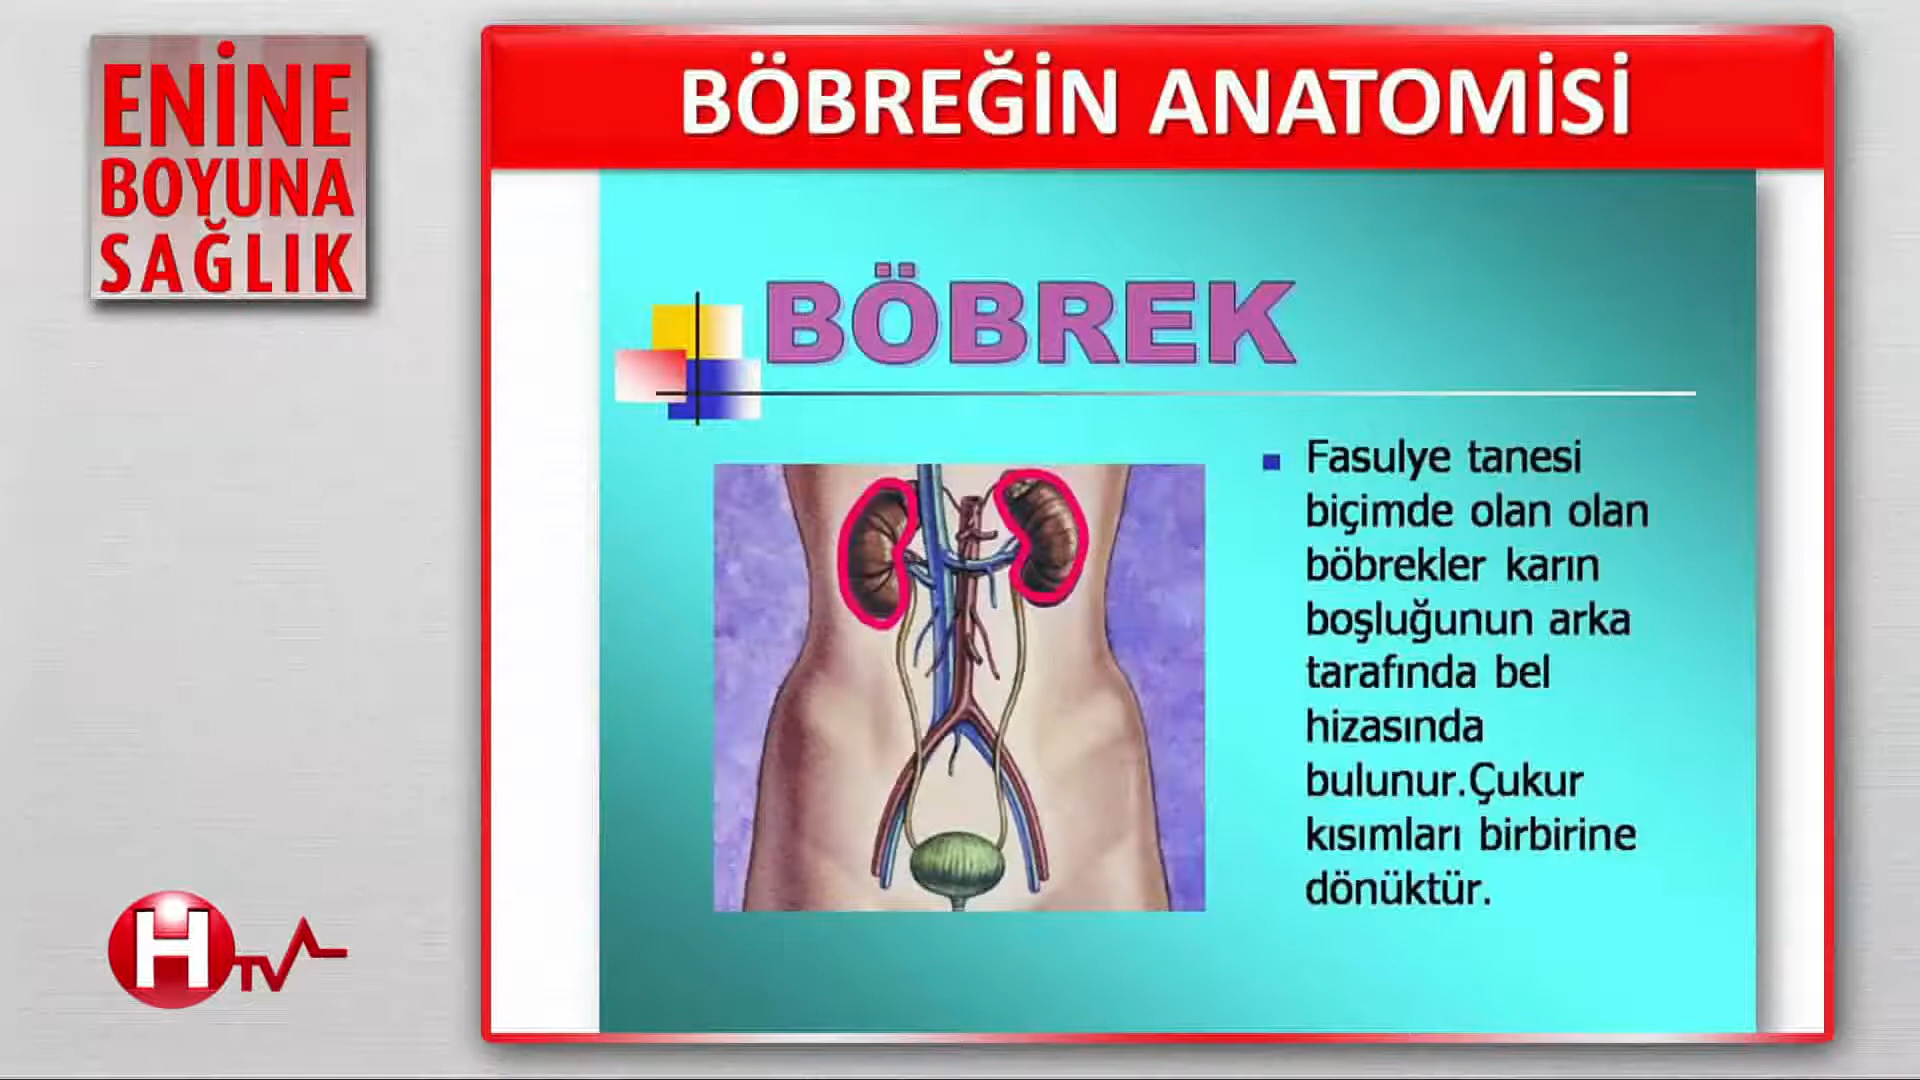 ENİNE
BOYUNA
SAĞLIK
BÖBREĞİN ANATOMİSİ
BÖBREK
Fasulye tanesi
biçimde olan olan
böbrekler karın
boşluğunun arka
tarafında bel
hizasında
bulunur.Çukur
kısımları birbirine
dönüktür.
H TV